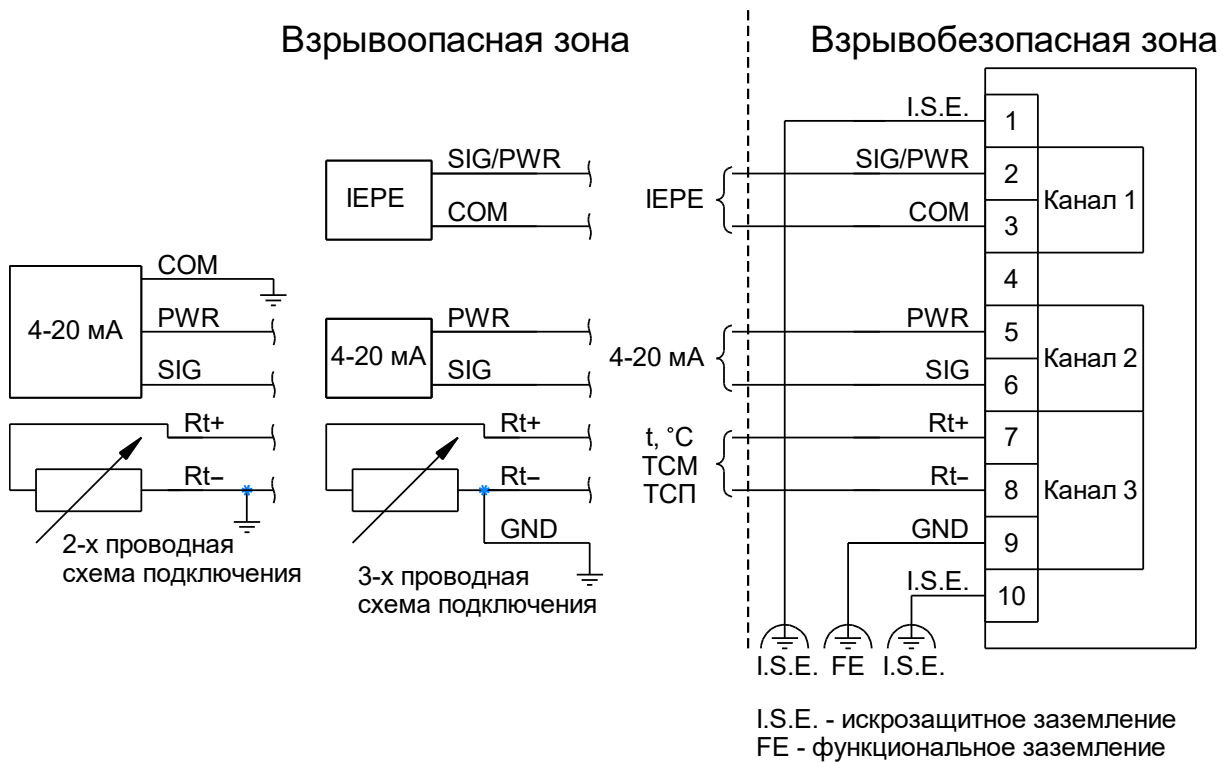 Взрывоопасная зона
Взрывобезопасная зона
I.S.E.
1
IEPE
SIG/PWR
COM
IEPE
SIG/PWR
COM
2
3
Канал 1
4
4-20 мА
COM
PWR
SIG
4-20 мА
PWR
SIG
4-20 мА
PWR
SIG
5
6
Канал 2
Rt+
Rt–
2-х проводная
схема подключения
Rt+
Rt–
GND
3-х проводная
схема подключения
t, °C
ТСМ
ТСП
Rt+
Rt–
GND
7
8
9
Канал 3
I.S.E.
10
I.S.E.
FE
I.S.E.
I.S.E. - искрозащитное заземление
FE - функциональное заземление